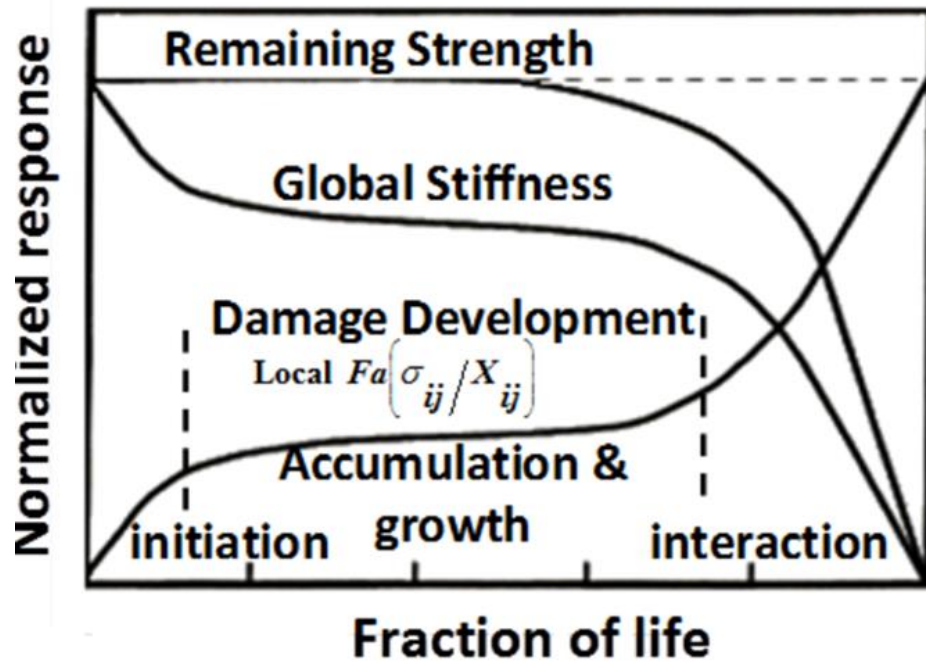 Normalized response
Remaining Strength
Global Stiffness
Damage Development
Local Fa(σij/Xij)
Accumulation &
growth
initiation
interaction
Fraction of life